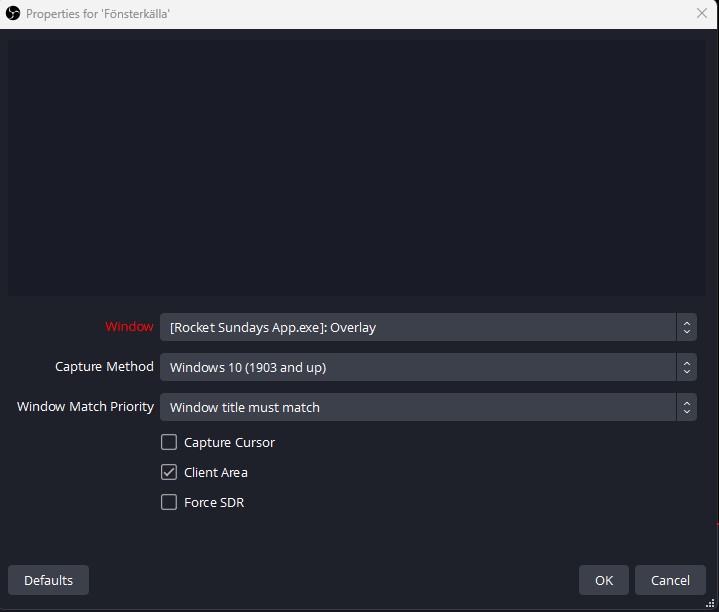 Properties for 'Fönsterkälla'
Window [Rocket Sundays App.exe]: Overlay
Capture Method Windows 10 (1903 and up)
Window Match Priority Window title must match
Capture Cursor
Client Area
Force SDR
Defaults OK Cancel